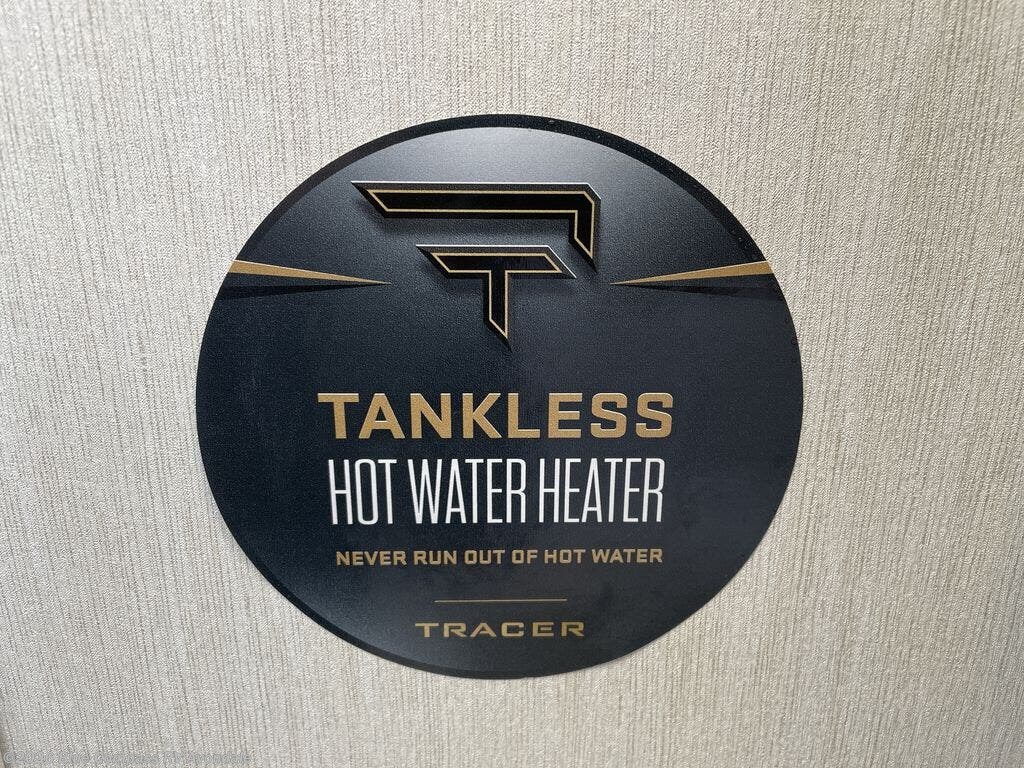 TANKLESS
HOT WATER HEATER
NEVER RUN OUT OF HOT WATER
TRACER